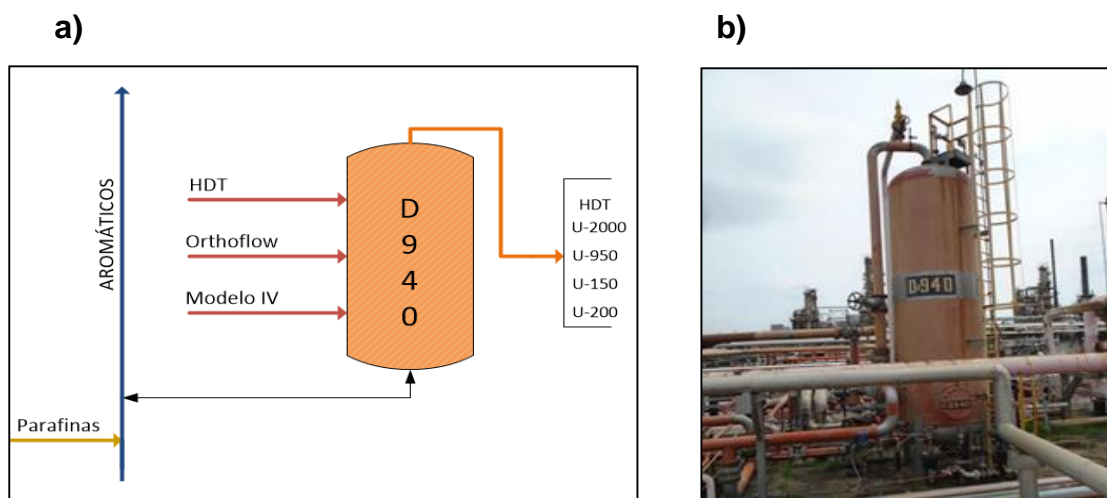 a)
b)
AROMÁTICOS
HDT
Orthoflow
Modelo IV
Parafinas
D
9
4
0
HDT
U-2000
U-950
U-150
U-200
D-940